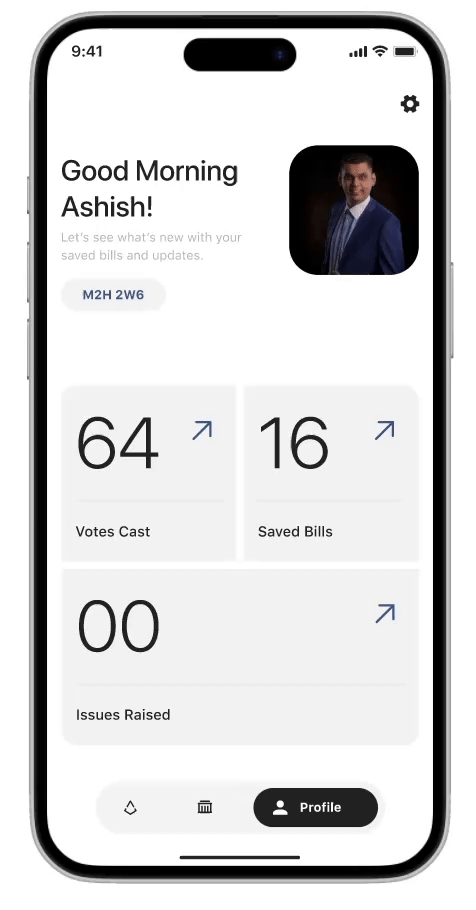 9:41
Good Morning
Ashish!
Let's see what's new with your
saved bills and updates.
M2H 2W6
64
16
Votes Cast
Saved Bills
00
Issues Raised
Profile